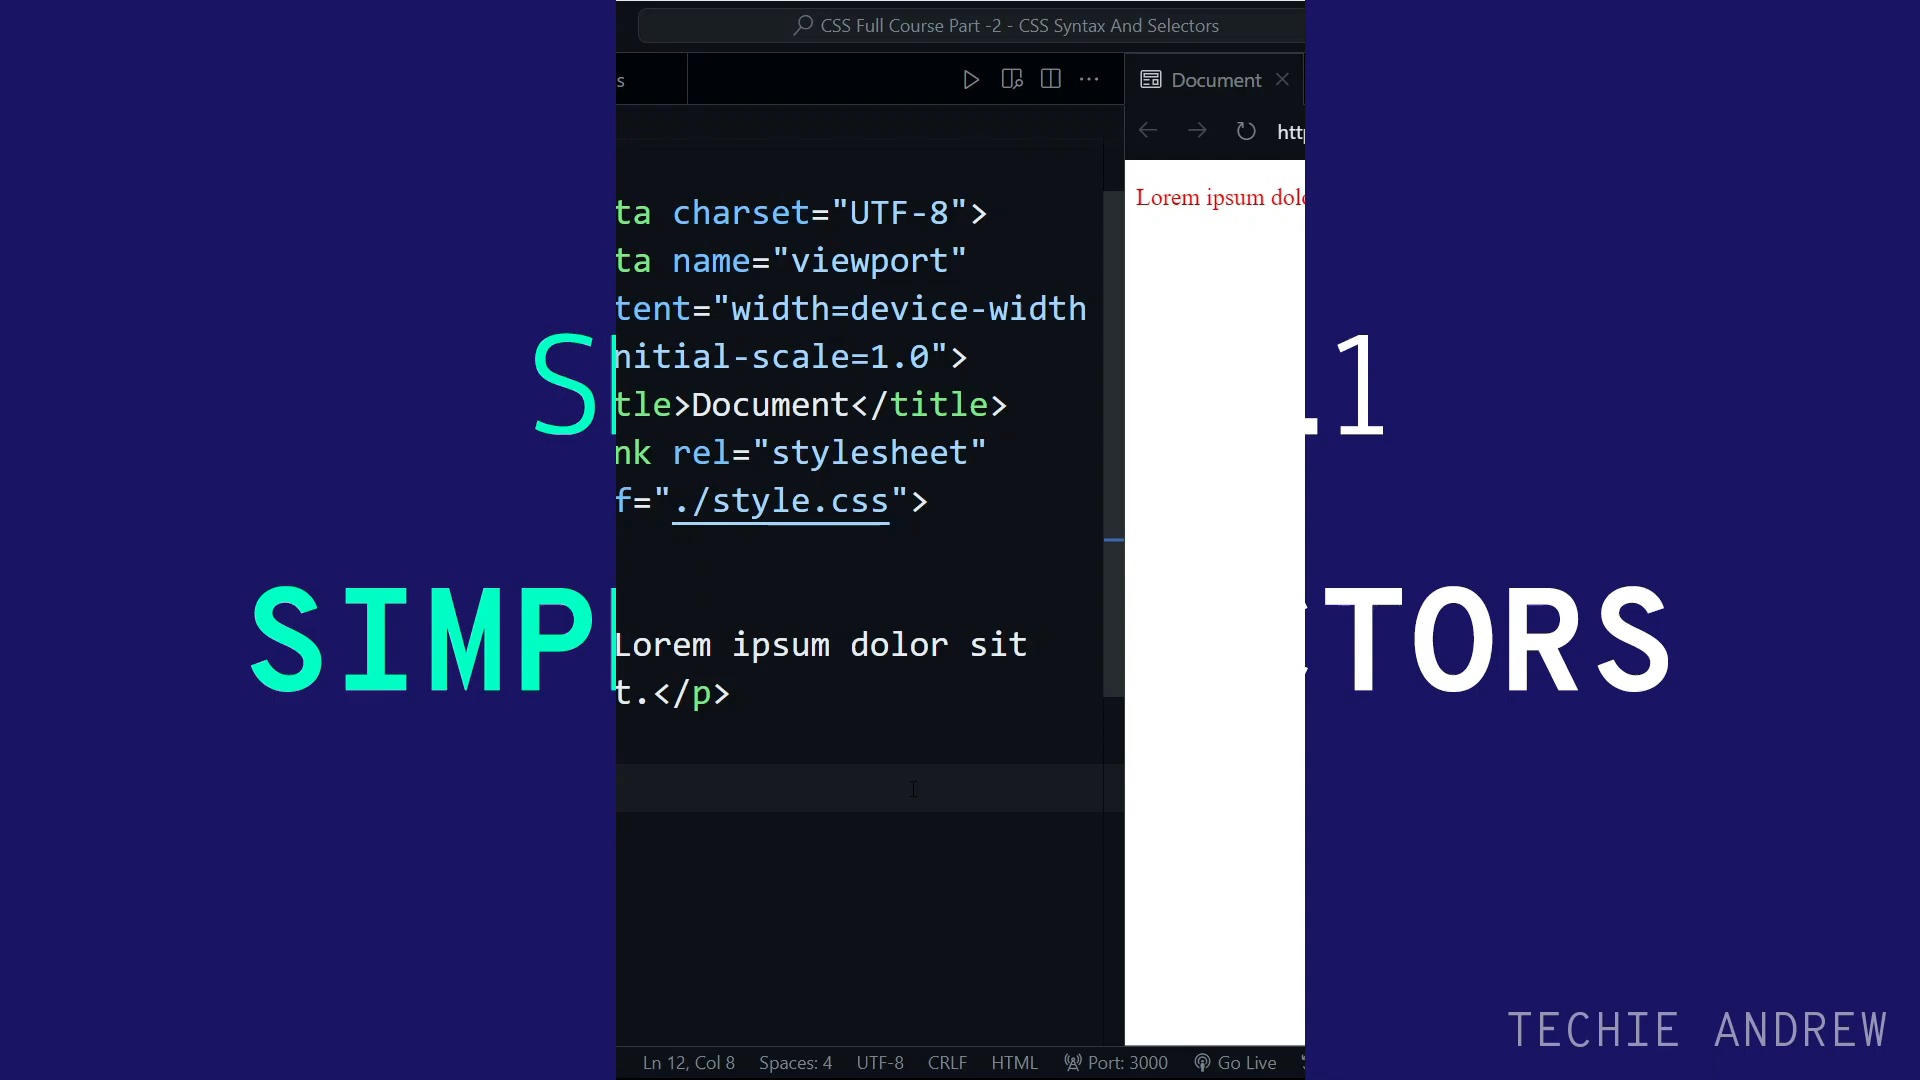 CSS Full Course Part -2 - CSS Syntax And Selectors
s
Document
htt
Lorem ipsum dolo
ta charset="UTF-8">
ta name="viewport"
tent="width=device-width
nitial-scale=1.0">
tle>Document</title>
nk rel="stylesheet"
f="./style.css">
Lorem ipsum dolor sit
t.</p>
S 1
SIMP CTORS
TECHIE ANDREW
Ln 12, Col 8 Spaces: 4 UTF-8 CRLF HTML Port: 3000 Go Live